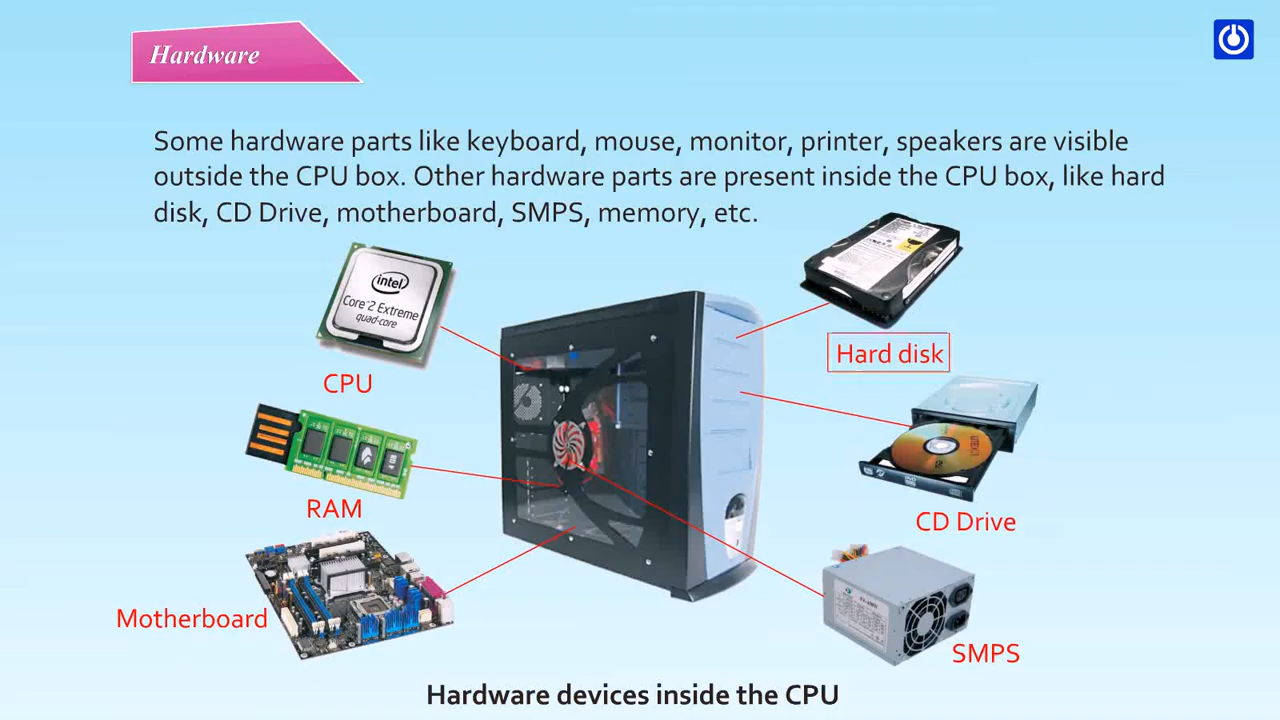 Hardware
Some hardware parts like keyboard, mouse, monitor, printer, speakers are visible
outside the CPU box. Other hardware parts are present inside the CPU box, like hard
disk, CD Drive, motherboard, SMPS, memory, etc.
intel
Core™2 Extreme
quad-core
CPU
Hard disk
RAM
CD Drive
Motherboard
SMPS
Hardware devices inside the CPU